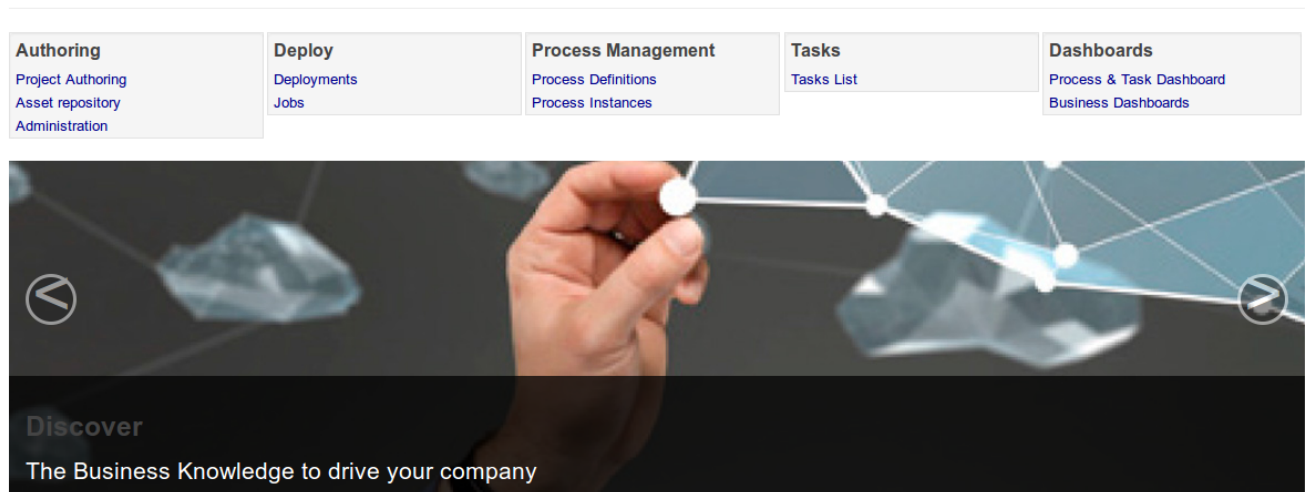 Authoring
Project Authoring
Asset repository
Administration
Deploy
Deployments
Jobs
Process Management
Process Definitions
Process Instances
Tasks
Tasks List
Dashboards
Process & Task Dashboard
Business Dashboards
<
>
Discover
The Business Knowledge to drive your company